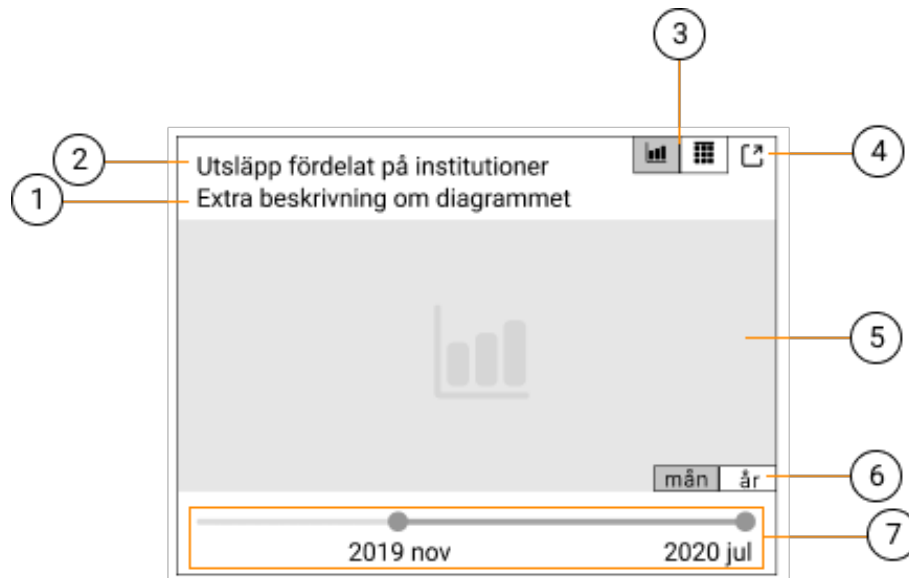 3
2
Utsläpp fördelat på institutioner
4
1
Extra beskrivning om diagrammet
5
mån år
6
7
2019 nov 2020 jul